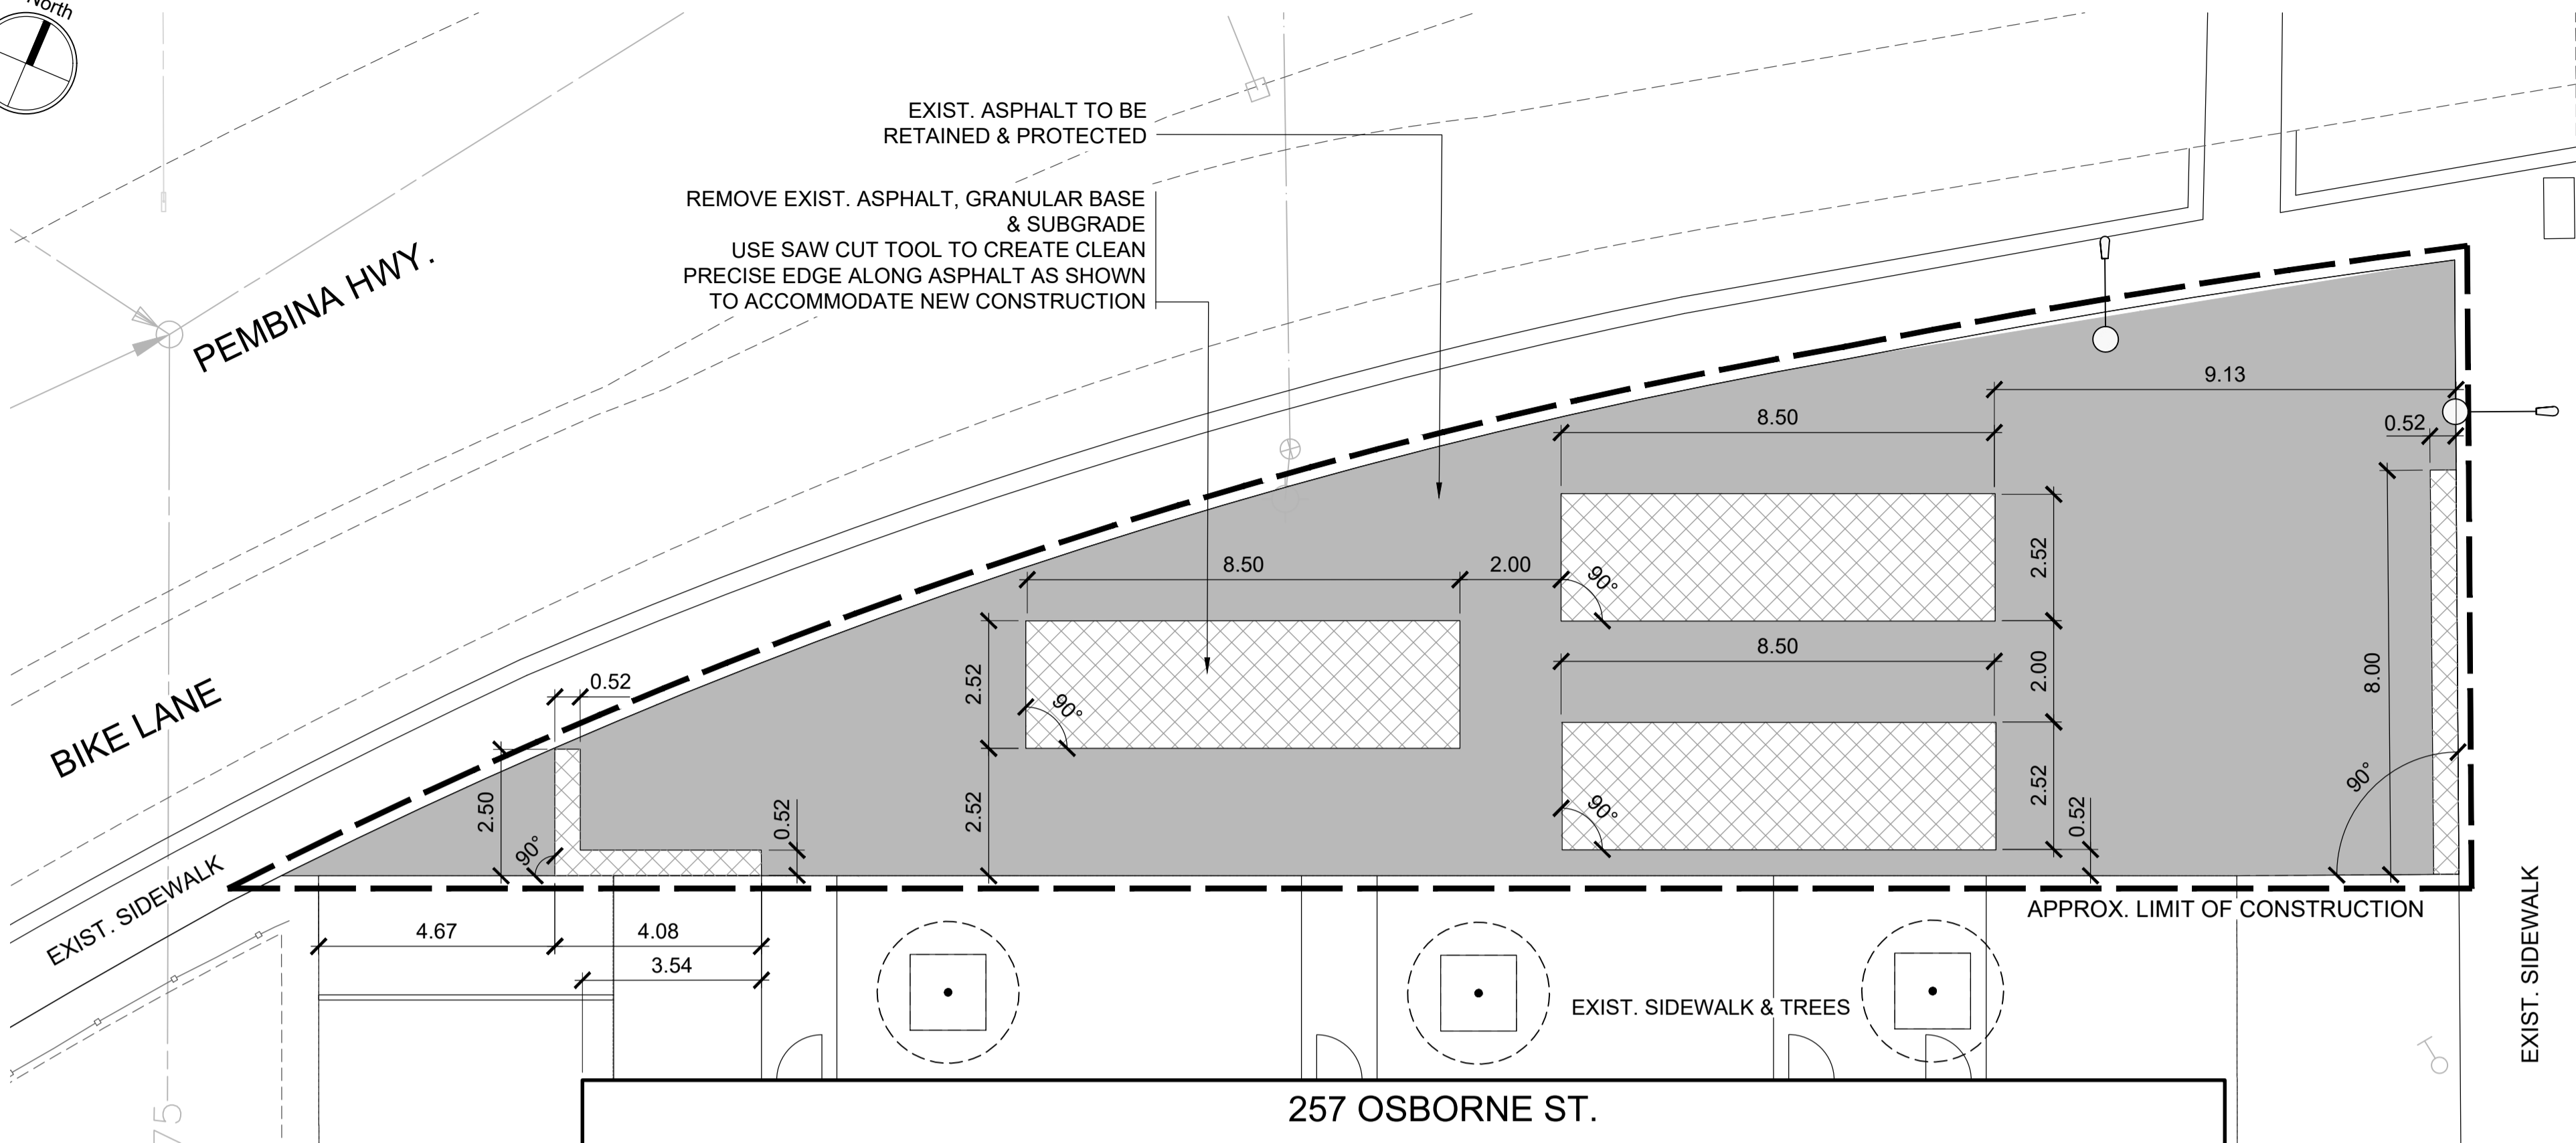 North
EXIST. ASPHALT TO BE
RETAINED & PROTECTED
REMOVE EXIST. ASPHALT, GRANULAR BASE
& SUBGRADE
USE SAW CUT TOOL TO CREATE CLEAN
PRECISE EDGE ALONG ASPHALT AS SHOWN
TO ACCOMMODATE NEW CONSTRUCTION
PEMBINA HWY.
9.13
8.50
0.52
8.50
2.00
90°
2.52
8.50
2.00
8.00
0.52
2.52
90°
BIKE LANE
2.50
90°
0.52
2.52
90°
2.52
0.52
90°
EXIST. SIDEWALK
APPROX. LIMIT OF CONSTRUCTION
4.67
4.08
3.54
EXIST. SIDEWALK & TREES
EXIST. SIDEWALK
75
257 OSBORNE ST.